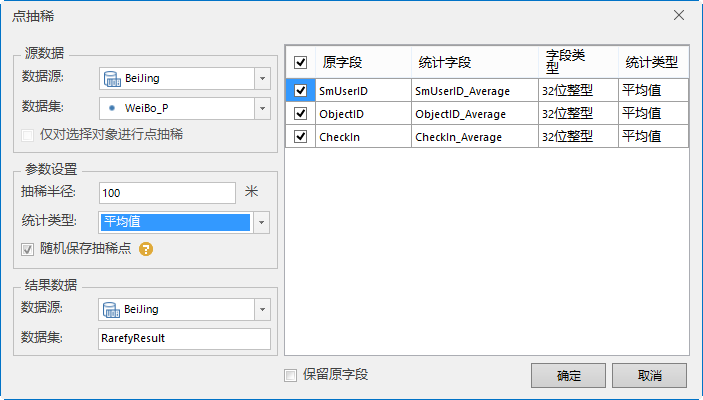 点抽稀
源数据
数据源: BeiJing
数据集: WeiBo_P
仅对选择对象进行点抽稀
参数设置
抽稀半径: 100 米
统计类型: 平均值
随机保存抽稀点 ?
结果数据
数据源: BeiJing
数据集: RarefyResult
原字段 统计字段 字段类型 统计类型
SmUserID SmUserID_Average 32位整型 平均值
ObjectID ObjectID_Average 32位整型 平均值
CheckIn CheckIn_Average 32位整型 平均值
保留原字段 确定 取消